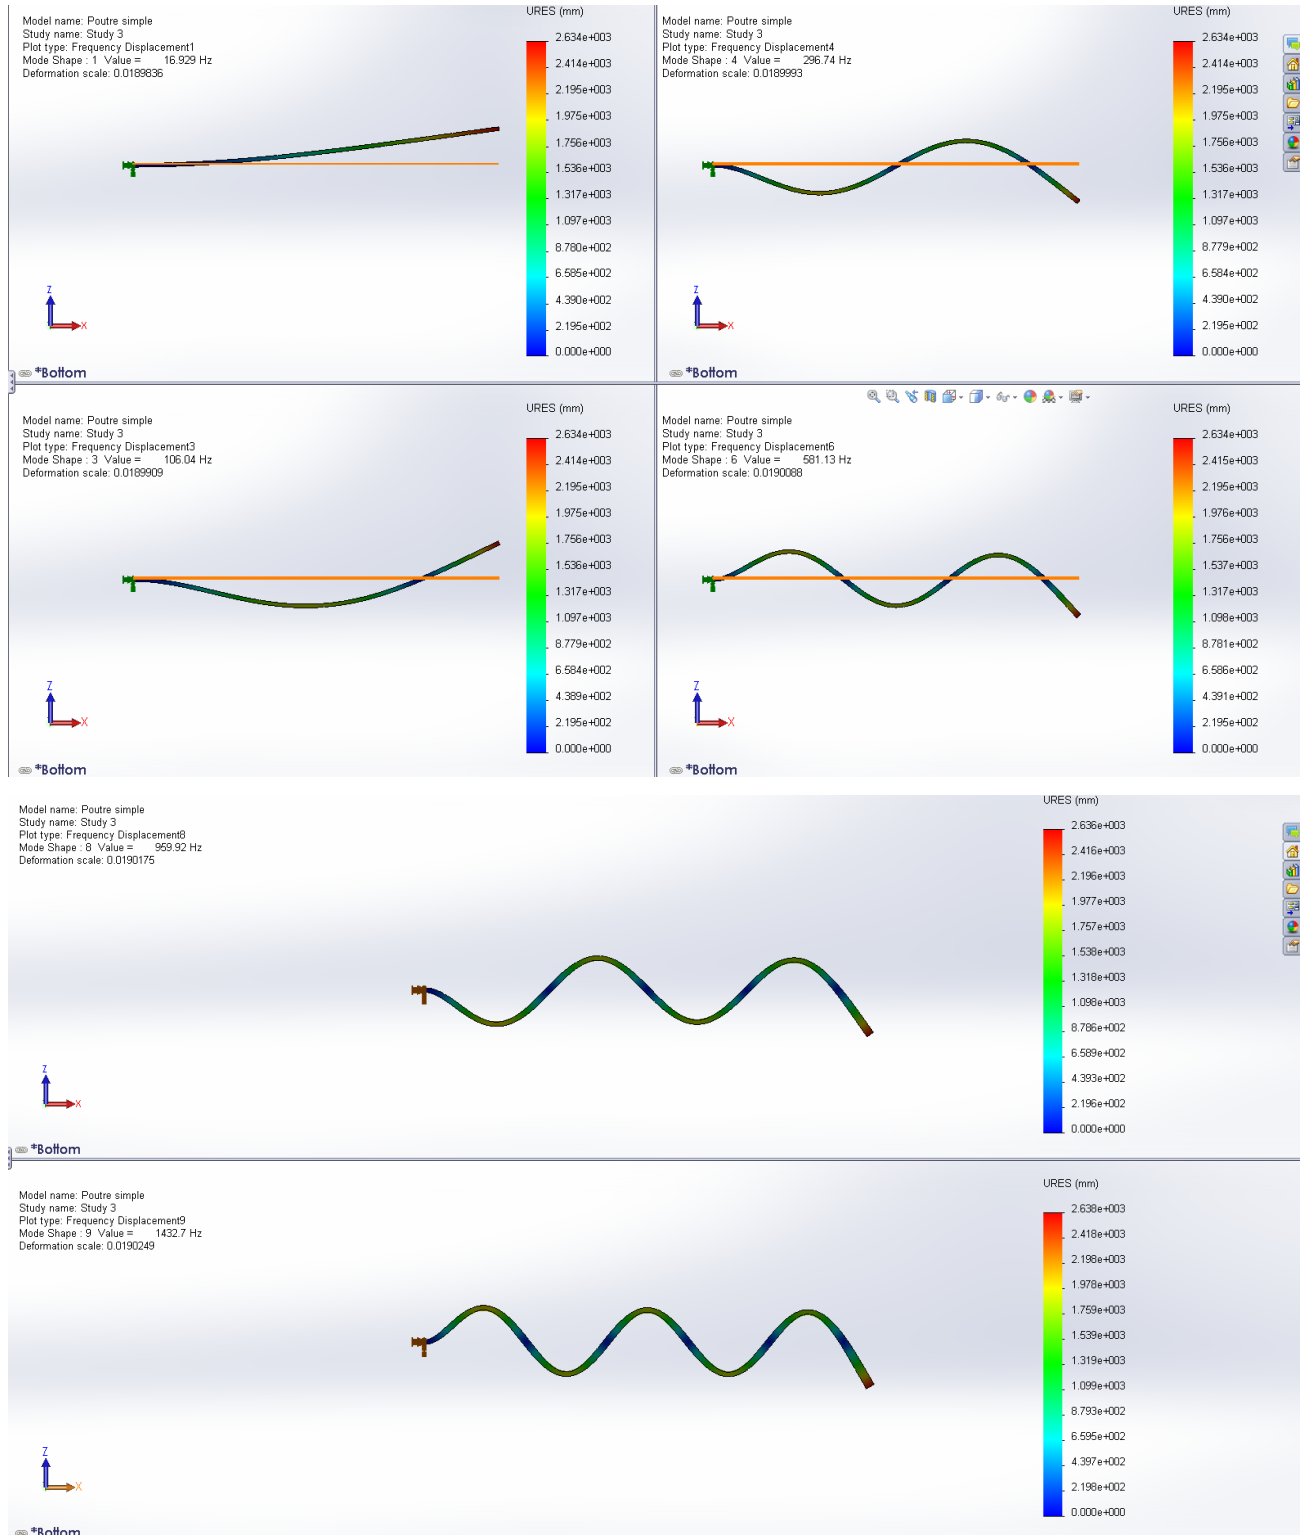 Model name: Poutre simple
Study name: Study 3
Plot type: Frequency Displacement1
Mode Shape : 1 Value = 16.929 Hz
Deformation scale: 0.0189836
URES (mm)
2.634e+003
2.414e+003
2.195e+003
1.975e+003
1.756e+003
1.536e+003
1.317e+003
1.097e+003
8.780e+002
6.585e+002
4.390e+002
2.195e+002
0.000e+000
Z
X
*Bottom
Model name: Poutre simple
Study name: Study 3
Plot type: Frequency Displacement4
Mode Shape : 4 Value = 296.74 Hz
Deformation scale: 0.0189993
URES (mm)
2.634e+003
2.414e+003
2.195e+003
1.975e+003
1.756e+003
1.536e+003
1.317e+003
1.097e+003
8.779e+002
6.584e+002
4.390e+002
2.195e+002
0.000e+000
Z
X
*Bottom
Model name: Poutre simple
Study name: Study 3
Plot type: Frequency Displacement3
Mode Shape : 3 Value = 106.04 Hz
Deformation scale: 0.0189909
URES (mm)
2.634e+003
2.414e+003
2.195e+003
1.975e+003
1.756e+003
1.536e+003
1.317e+003
1.097e+003
8.779e+002
6.584e+002
4.389e+002
2.195e+002
0.000e+000
Z
X
*Bottom
Model name: Poutre simple
Study name: Study 3
Plot type: Frequency Displacement6
Mode Shape : 6 Value = 581.13 Hz
Deformation scale: 0.0190088
URES (mm)
2.634e+003
2.415e+003
2.195e+003
1.976e+003
1.756e+003
1.537e+003
1.317e+003
1.098e+003
8.781e+002
6.586e+002
4.391e+002
2.195e+002
0.000e+000
Z
X
*Bottom
Model name: Poutre simple
Study name: Study 3
Plot type: Frequency Displacement8
Mode Shape : 8 Value = 959.92 Hz
Deformation scale: 0.0190175
URES (mm)
2.636e+003
2.416e+003
2.196e+003
1.977e+003
1.757e+003
1.538e+003
1.318e+003
1.098e+003
8.786e+002
6.589e+002
4.393e+002
2.196e+002
0.000e+000
Z
X
*Bottom
Model name: Poutre simple
Study name: Study 3
Plot type: Frequency Displacement9
Mode Shape : 9 Value = 1432.7 Hz
Deformation scale: 0.0190249
URES (mm)
2.638e+003
2.418e+003
2.198e+003
1.978e+003
1.759e+003
1.539e+003
1.319e+003
1.099e+003
8.793e+002
6.595e+002
4.397e+002
2.198e+002
0.000e+000
Z
X
*Bottom